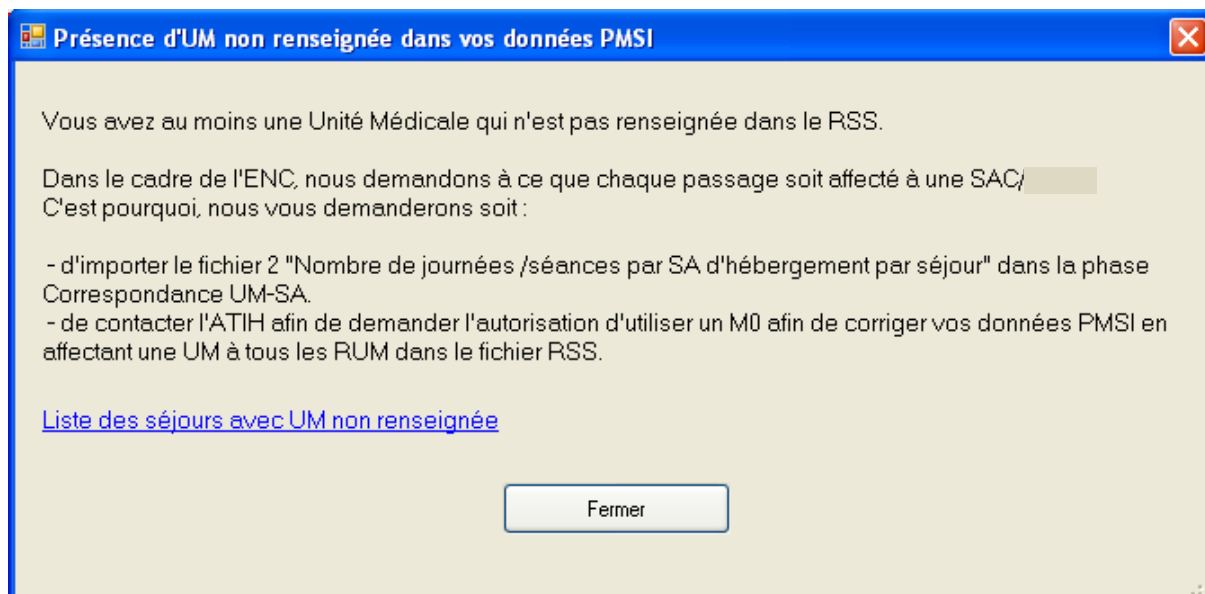 Présence d'UM non renseignée dans vos données PMSI
Vous avez au moins une Unité Médicale qui n'est pas renseignée dans le RSS.
Dans le cadre de l'ENC, nous demandons à ce que chaque passage soit affecté à une SAC/
C'est pourquoi, nous vous demanderons soit :
- d'importer le fichier 2 "Nombre de journées /séances par SA d'hébergement par séjour" dans la phase
Correspondance UM-SA.
- de contacter l'ATIH afin de demander l'autorisation d'utiliser un M0 afin de corriger vos données PMSI en
affectant une UM à tous les RUM dans le fichier RSS.
Liste des séjours avec UM non renseignée
Fermer